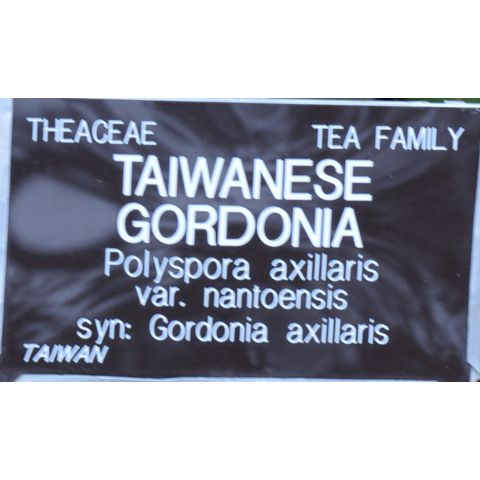 THEACEAE TEA FAMILY
TAIWANESE
GORDONIA
Polyspora axillaris
var. nantoensis
syn: Gordonia axillaris
TAIWAN